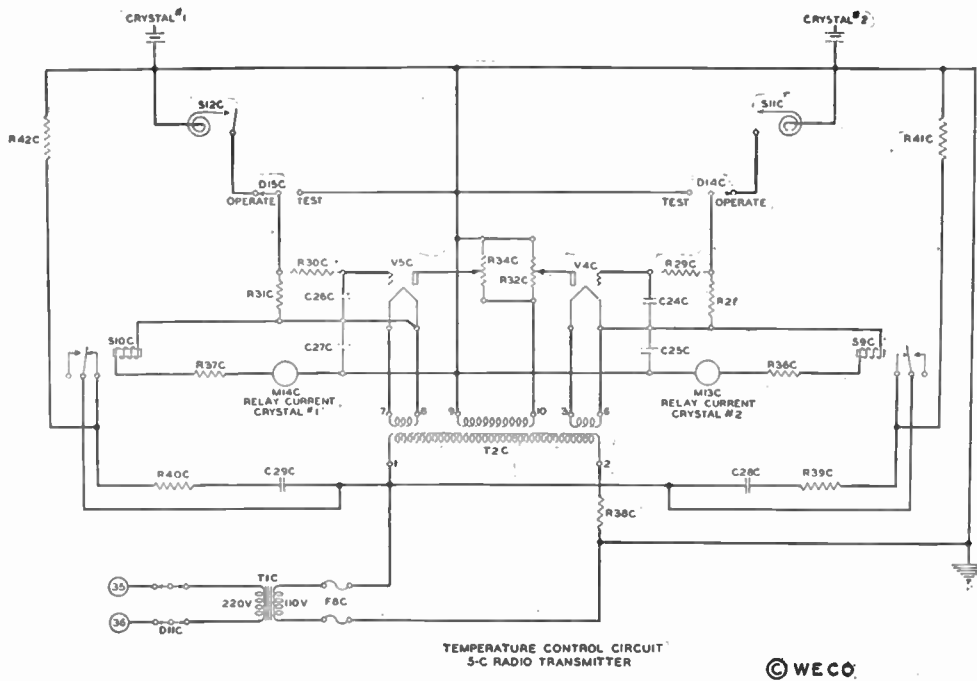 CRYSTAL #1
CRYSTAL #2
S12C
S11C
R42C
R41C
D15C
D14C
OPERATE
TEST
TEST
OPERATE
R30C
V5C
R34C
R32C
V4C
R29C
R31C
C26C
C24C
S10C
C27C
C25C
S9C
R37C
R36C
M14C
RELAY CURRENT
CRYSTAL #1
M13C
RELAY CURRENT
CRYSTAL #2
7
8
9
10
3
6
T2C
1
2
R40C
C29C
C28C
R39C
R38C
35
T1C
220V
110V
F8C
36
D11C
TEMPERATURE CONTROL CIRCUIT
5-C RADIO TRANSMITTER
© WECO